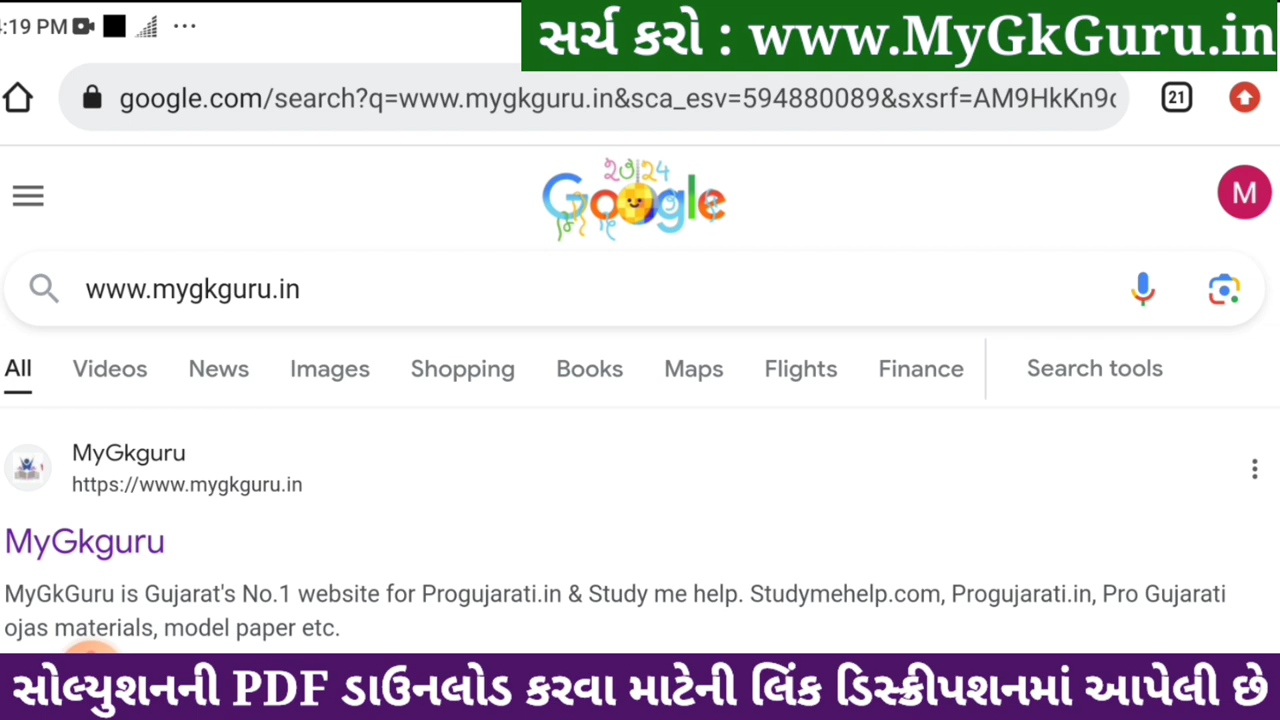 :19 PM
સર્ચ કરો : www.MyGkGuru.in
google.com/search?q=www.mygkguru.in&sca_esv=594880089&sxsrf=AM9HkKn9c
21
૨૦૨૪
Google
M
www.mygkguru.in
All Videos News Images Shopping Books Maps Flights Finance Search tools
MyGkguru
https://www.mygkguru.in
MyGkguru
MyGkGuru is Gujarat's No.1 website for Progujarati.in & Study me help. Studymehelp.com, Progujarati.in, Pro Gujarati
ojas materials, model paper etc.
સોલ્યુશનની PDF ડાઉનલોડ કરવા માટેની લિંક ડિસ્ક્રીપશનમાં આપેલી છે